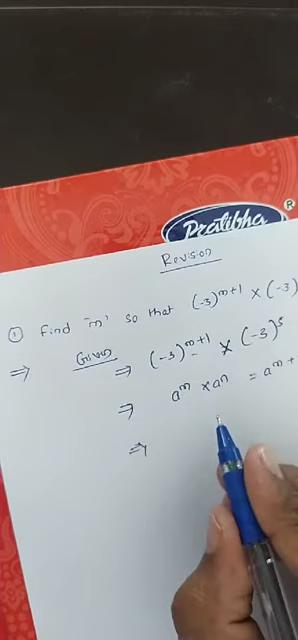 Pratibha ®
Revision
① Find "m" so that (-3)^{m+1} × (-3)
⇒ Given ⇒ (-3)^{m+1} × (-3)^5
⇒ a^m × a^n = a^{m+
⇒